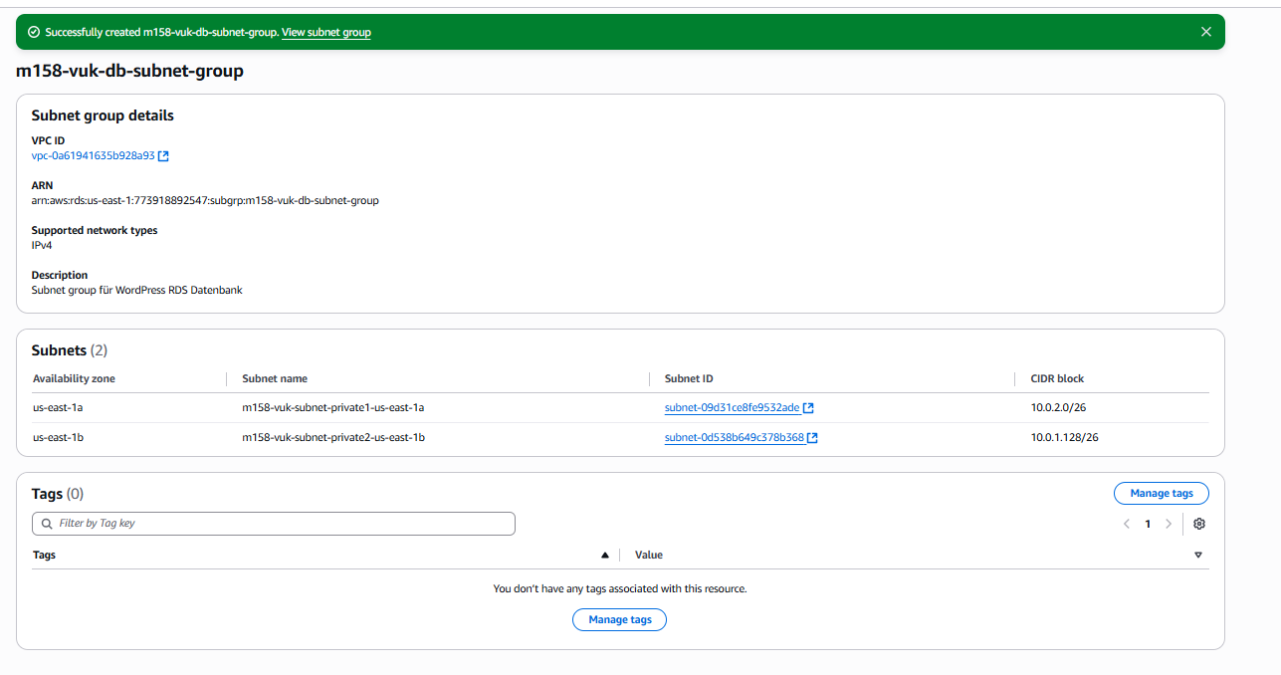 Successfully created m158-vuk-db-subnet-group. View subnet group
m158-vuk-db-subnet-group
Subnet group details
VPC ID
vpc-0a61941635b928a93
ARN
arn:aws:rds:us-east-1:773918892547:subgrp:m158-vuk-db-subnet-group
Supported network types
IPv4
Description
Subnet group für WordPress RDS Datenbank
Subnets (2)
Availability zone Subnet name Subnet ID CIDR block
us-east-1a m158-vuk-subnet-private1-us-east-1a subnet-09d31ce8fe9532ade 10.0.2.0/26
us-east-1b m158-vuk-subnet-private2-us-east-1b subnet-0d538b649c378b368 10.0.1.128/26
Tags (0) Manage tags
Filter by Tag key 1
Tags Value
You don't have any tags associated with this resource.
Manage tags